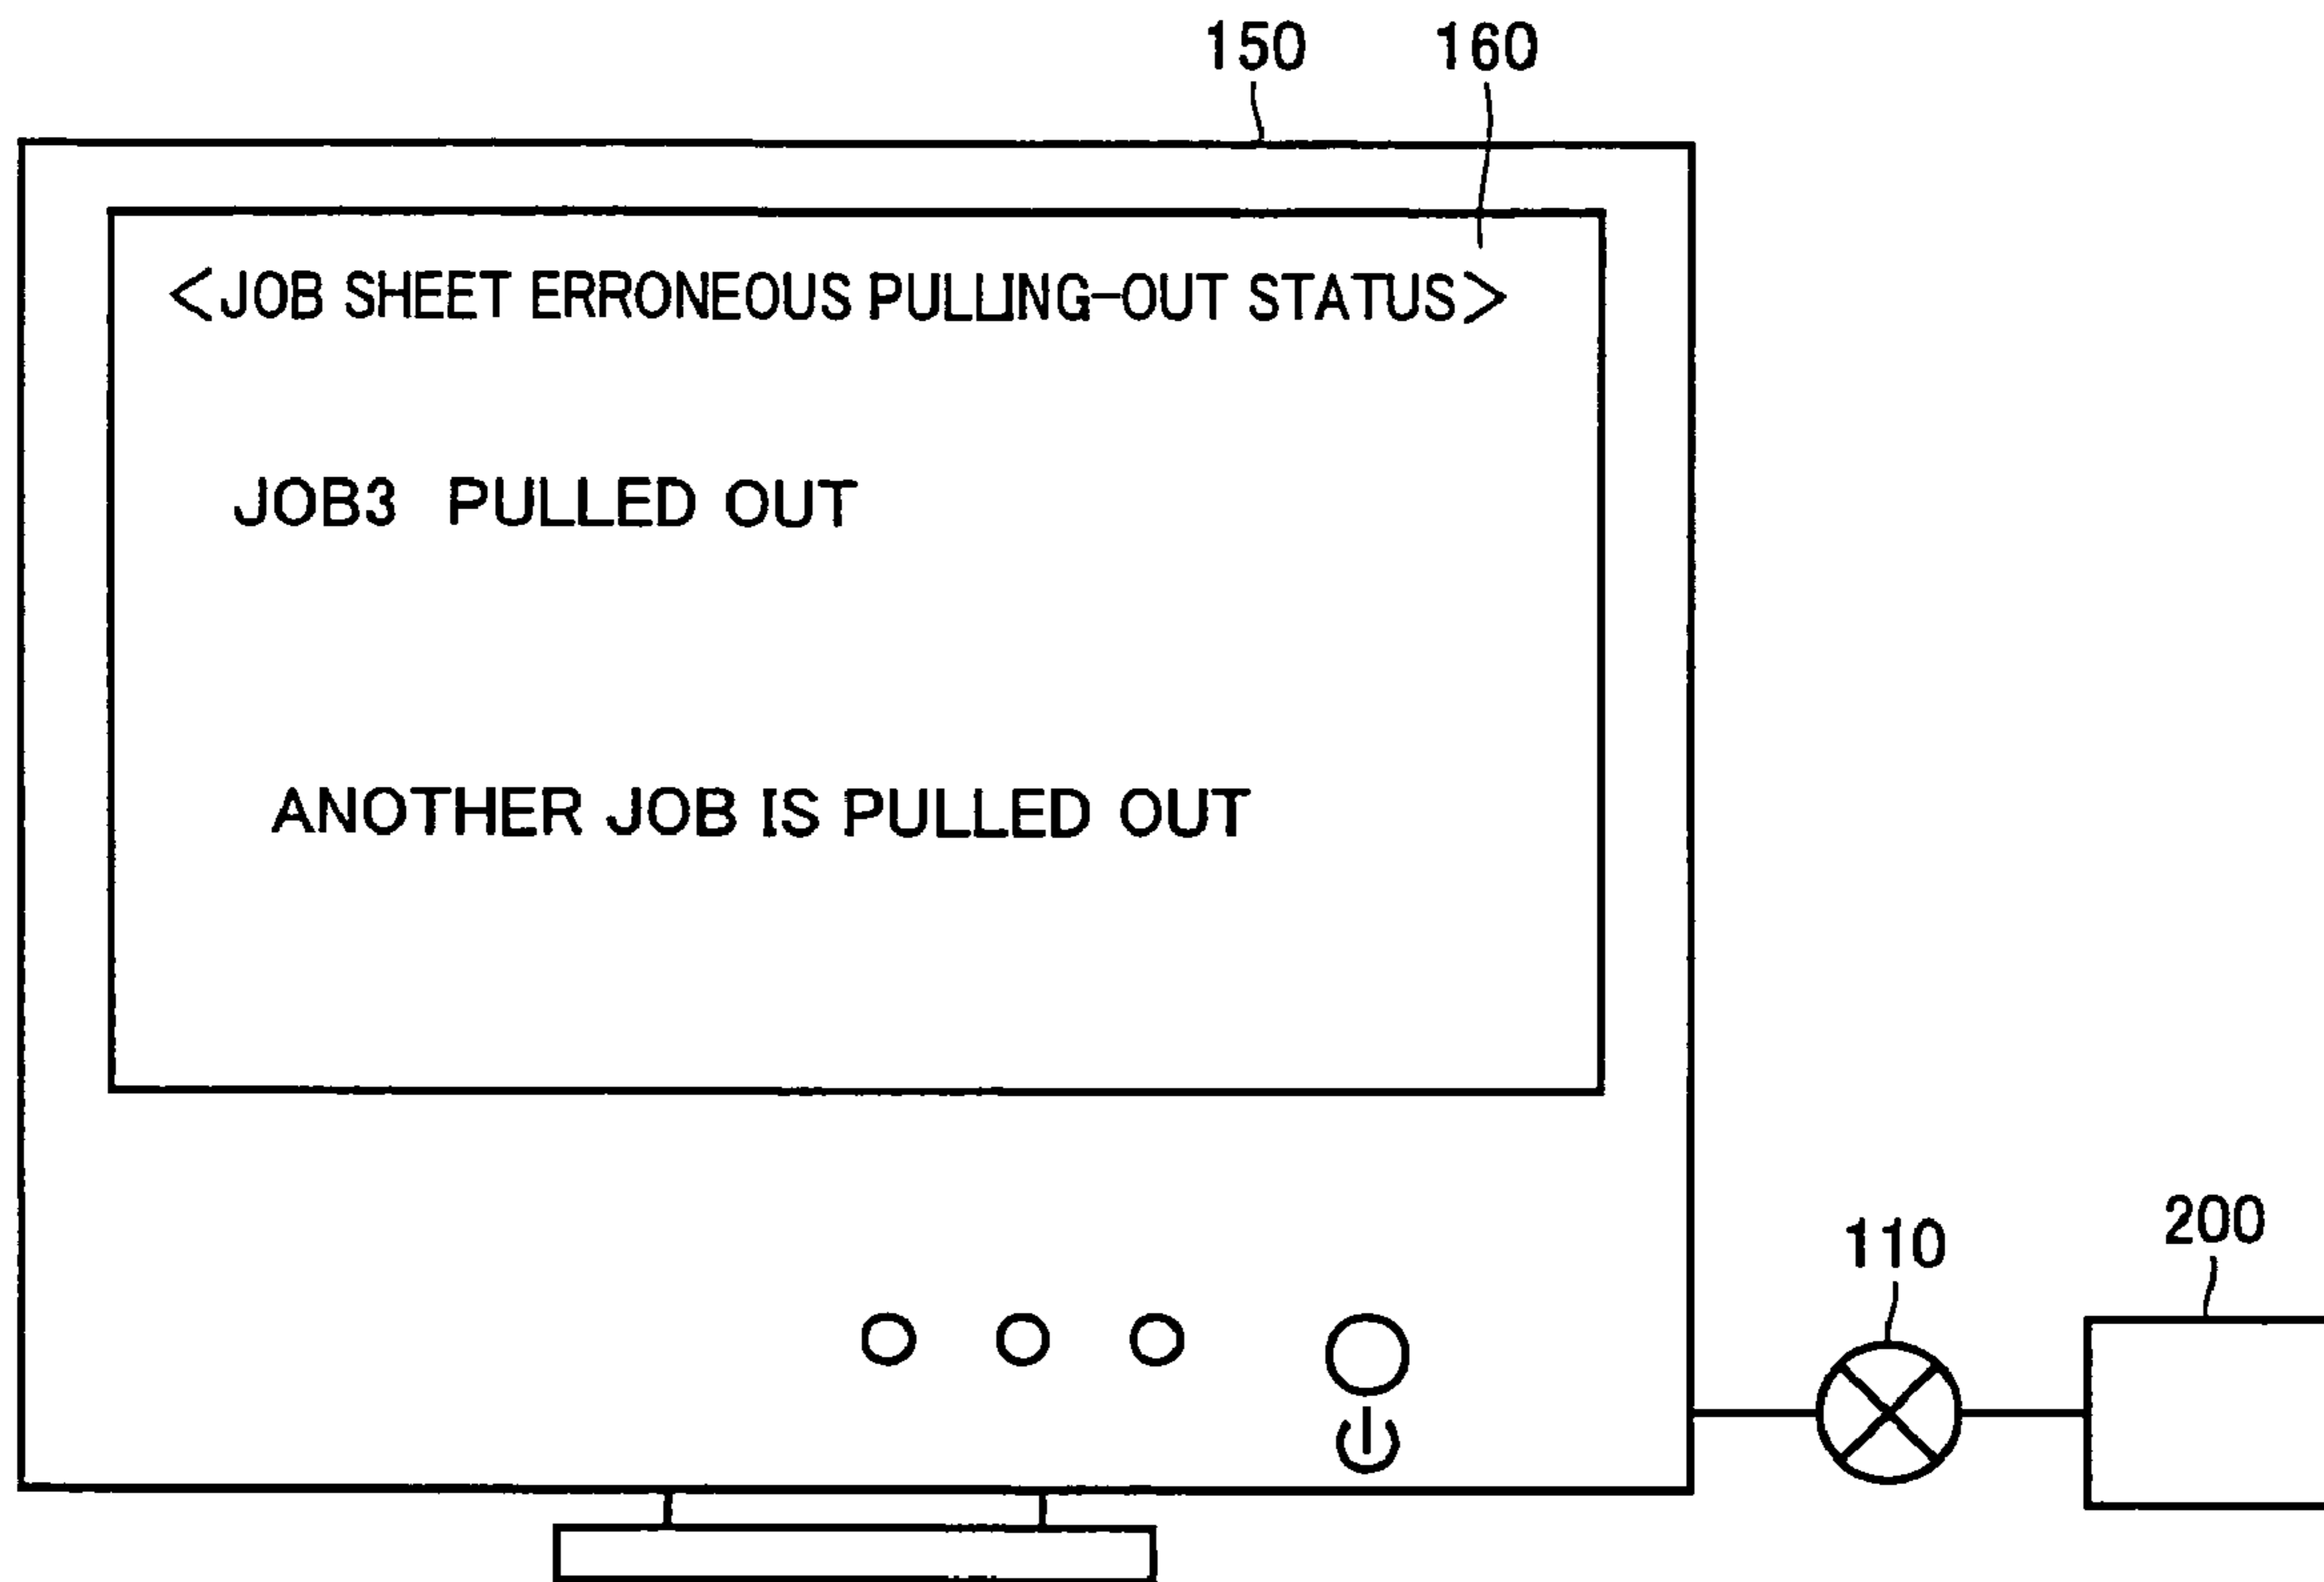 150 160
<JOB SHEET ERRONEOUS PULLING-OUT STATUS>
JOB3 PULLED OUT
ANOTHER JOB IS PULLED OUT
110 200